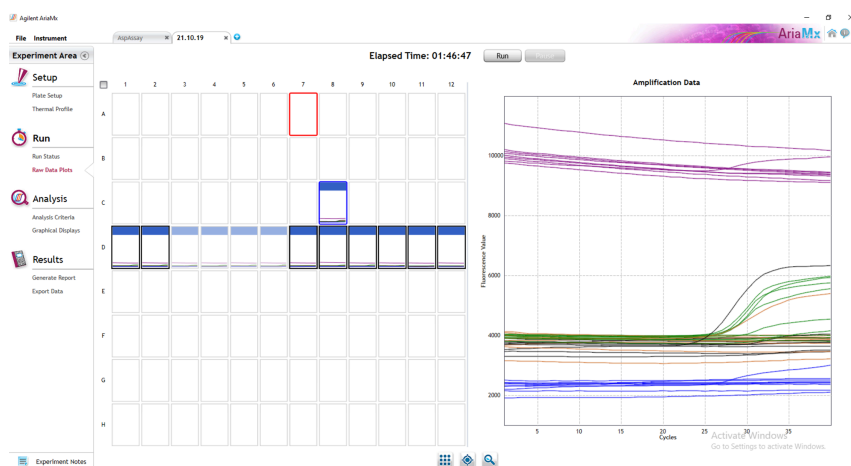 Agilent AriaMx
File Instrument
AspAssay
21.10.19
AriaMx
Experiment Area
Elapsed Time: 01:46:47
Run
Setup
Plate Setup
Thermal Profile
Run
Run Status
Raw Data Plots
Analysis
Analysis Criteria
Graphical Displays
Results
Generate Report
Export Data
Experiment Notes
1 2 3 4 5 6 7 8 9 10 11 12
A
B
C
D
E
F
G
H
Amplification Data
Fluorescence Value
10000
8000
6000
4000
2000
5 10 15 20 25 30 35
Cycles
Activate Windows
Go to Settings to activate Windows.